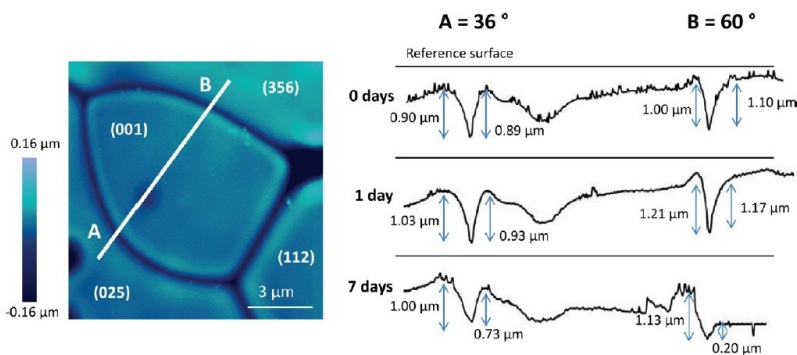 A = 36 ° B = 60 °
Reference surface
B
(356)
(001)
0.16 µm
-0.16 µm
A
(112)
(025)
3 µm
0 days
0.90 µm
0.89 µm
1.00 µm
1.10 µm
1 day
1.03 µm
0.93 µm
1.21 µm
1.17 µm
7 days
1.00 µm
0.73 µm
1.13 µm
0.20 µm